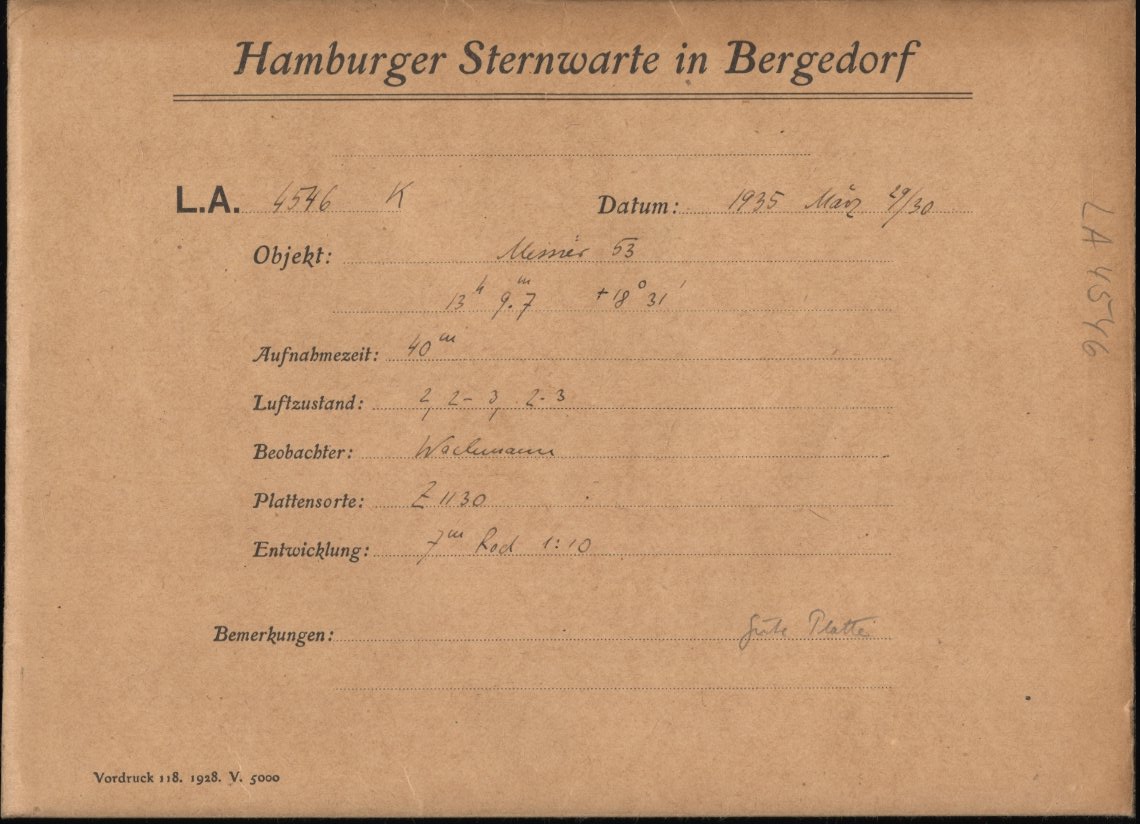 Hamburger Sternwarte in Bergedorf
L.A. 4546 K Datum: 1935 März 29/30
Objekt: Messier 53
13h 9m.7 +18° 31'
Aufnahmezeit: 40m
Luftzustand: 2, 2-3, 2-3
Beobachter: Wachmann
Plattensorte: Z 1130
Entwicklung: 7m Rod 1:10
Bemerkungen: Gute Platte
Vordruck 118. 1928. V. 5000
LA 4546